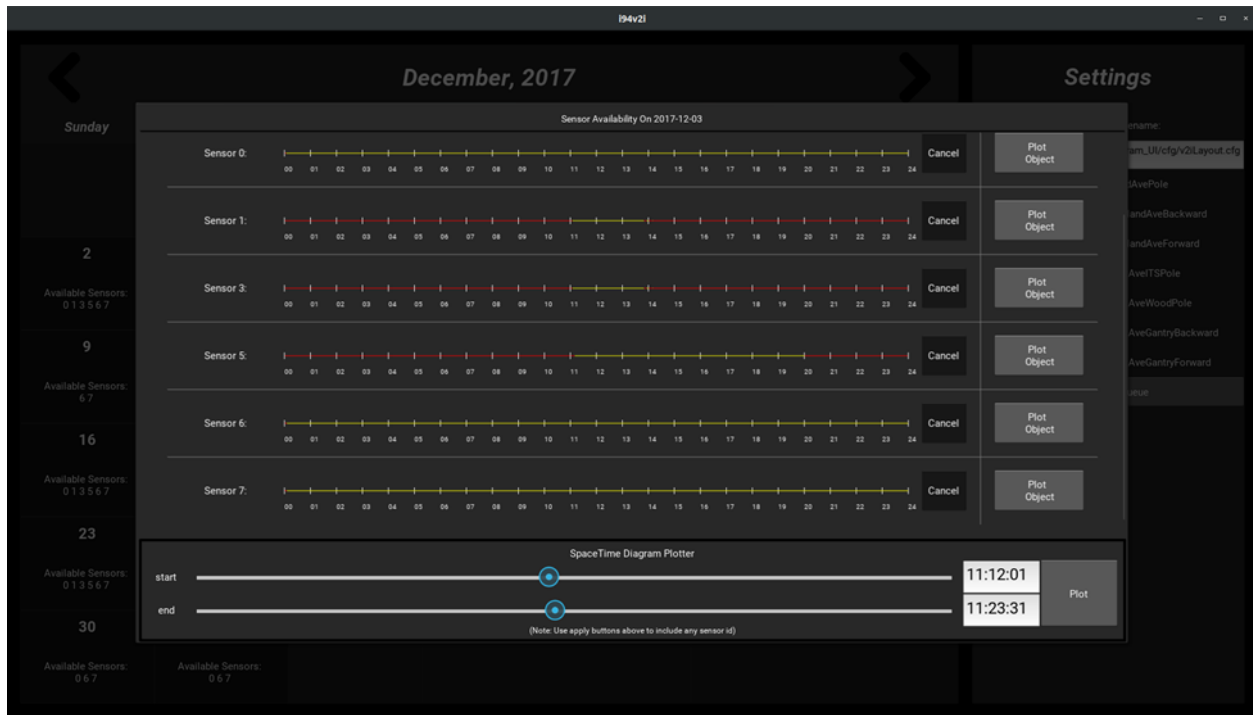 i94v2i
December, 2017
Settings
Sunday
Sensor Availability On 2017-12-03
ename:
am_UI/cfg/v2iLayout.cfg
Sensor 0:
00 01 02 03 04 05 06 07 08 09 10 11 12 13 14 15 16 17 18 19 20 21 22 23 24
Cancel
Plot
Object
Sensor 1:
00 01 02 03 04 05 06 07 08 09 10 11 12 13 14 15 16 17 18 19 20 21 22 23 24
Cancel
Plot
Object
Sensor 3:
00 01 02 03 04 05 06 07 08 09 10 11 12 13 14 15 16 17 18 19 20 21 22 23 24
Cancel
Plot
Object
Sensor 5:
00 01 02 03 04 05 06 07 08 09 10 11 12 13 14 15 16 17 18 19 20 21 22 23 24
Cancel
Plot
Object
Sensor 6:
00 01 02 03 04 05 06 07 08 09 10 11 12 13 14 15 16 17 18 19 20 21 22 23 24
Cancel
Plot
Object
Sensor 7:
00 01 02 03 04 05 06 07 08 09 10 11 12 13 14 15 16 17 18 19 20 21 22 23 24
Cancel
Plot
Object
SpaceTime Diagram Plotter
start
11:12:01
end
11:23:31
Plot
(Note: Use apply buttons above to include any sensor id)
2
Available Sensors:
0 1 3 5 6 7
9
Available Sensors:
6 7
16
Available Sensors:
0 1 3 5 6 7
23
Available Sensors:
0 1 3 5 6 7
30
Available Sensors:
0 6 7
Available Sensors:
0 6 7
AvePole
andAveBackward
andAveForward
AveITSPole
AveWoodPole
AveGantryBackward
AveGantryForward